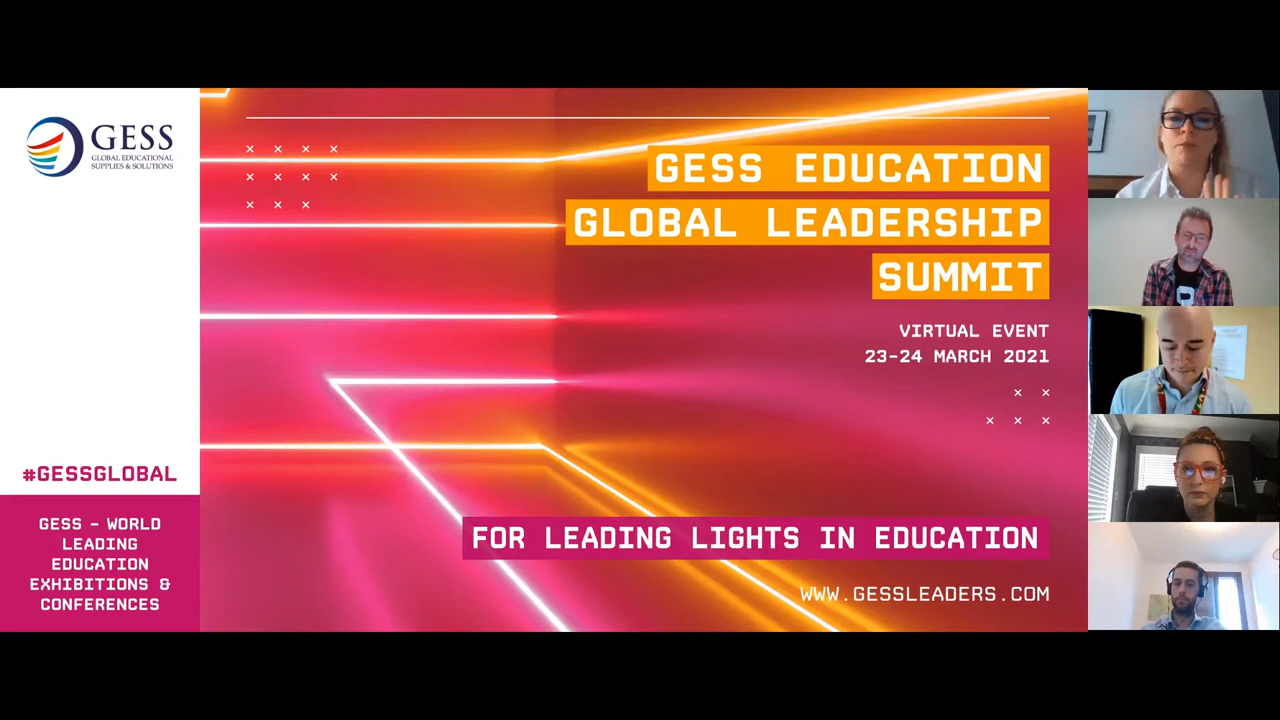 GESS
GLOBAL EDUCATIONAL
SUPPLIES & SOLUTIONS
#GESSGLOBAL
GESS - WORLD
LEADING
EDUCATION
EXHIBITIONS &
CONFERENCES
GESS EDUCATION
GLOBAL LEADERSHIP
SUMMIT
VIRTUAL EVENT
23-24 MARCH 2021
FOR LEADING LIGHTS IN EDUCATION
WWW.GESSLEADERS.COM